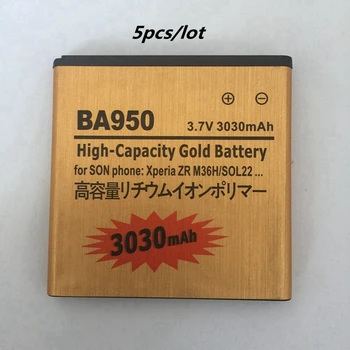 5pcs/lot
BA950
3.7V 3030mAh
High-Capacity Gold Battery
for SON phone: Xperia ZR M36H/SOL22 ...
高容量リチウムイオンポリマー
3030mAh